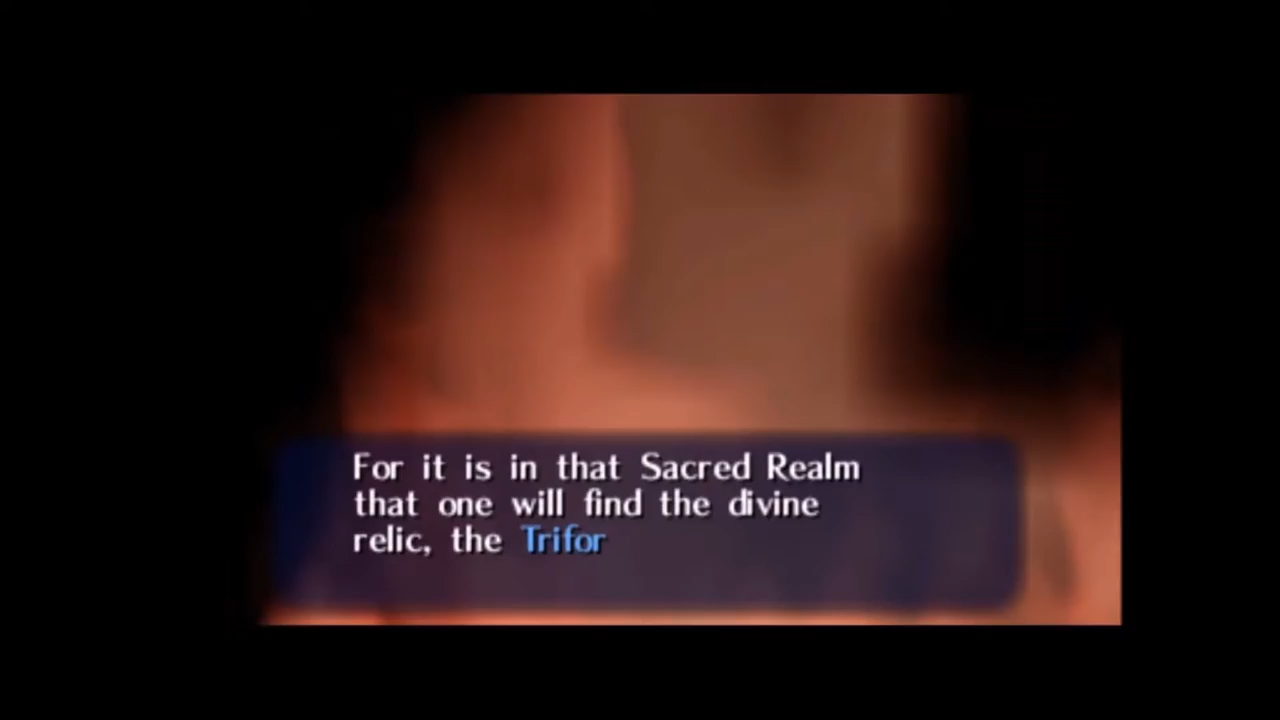 For it is in that Sacred Realm
that one will find the divine
relic, the Trifor